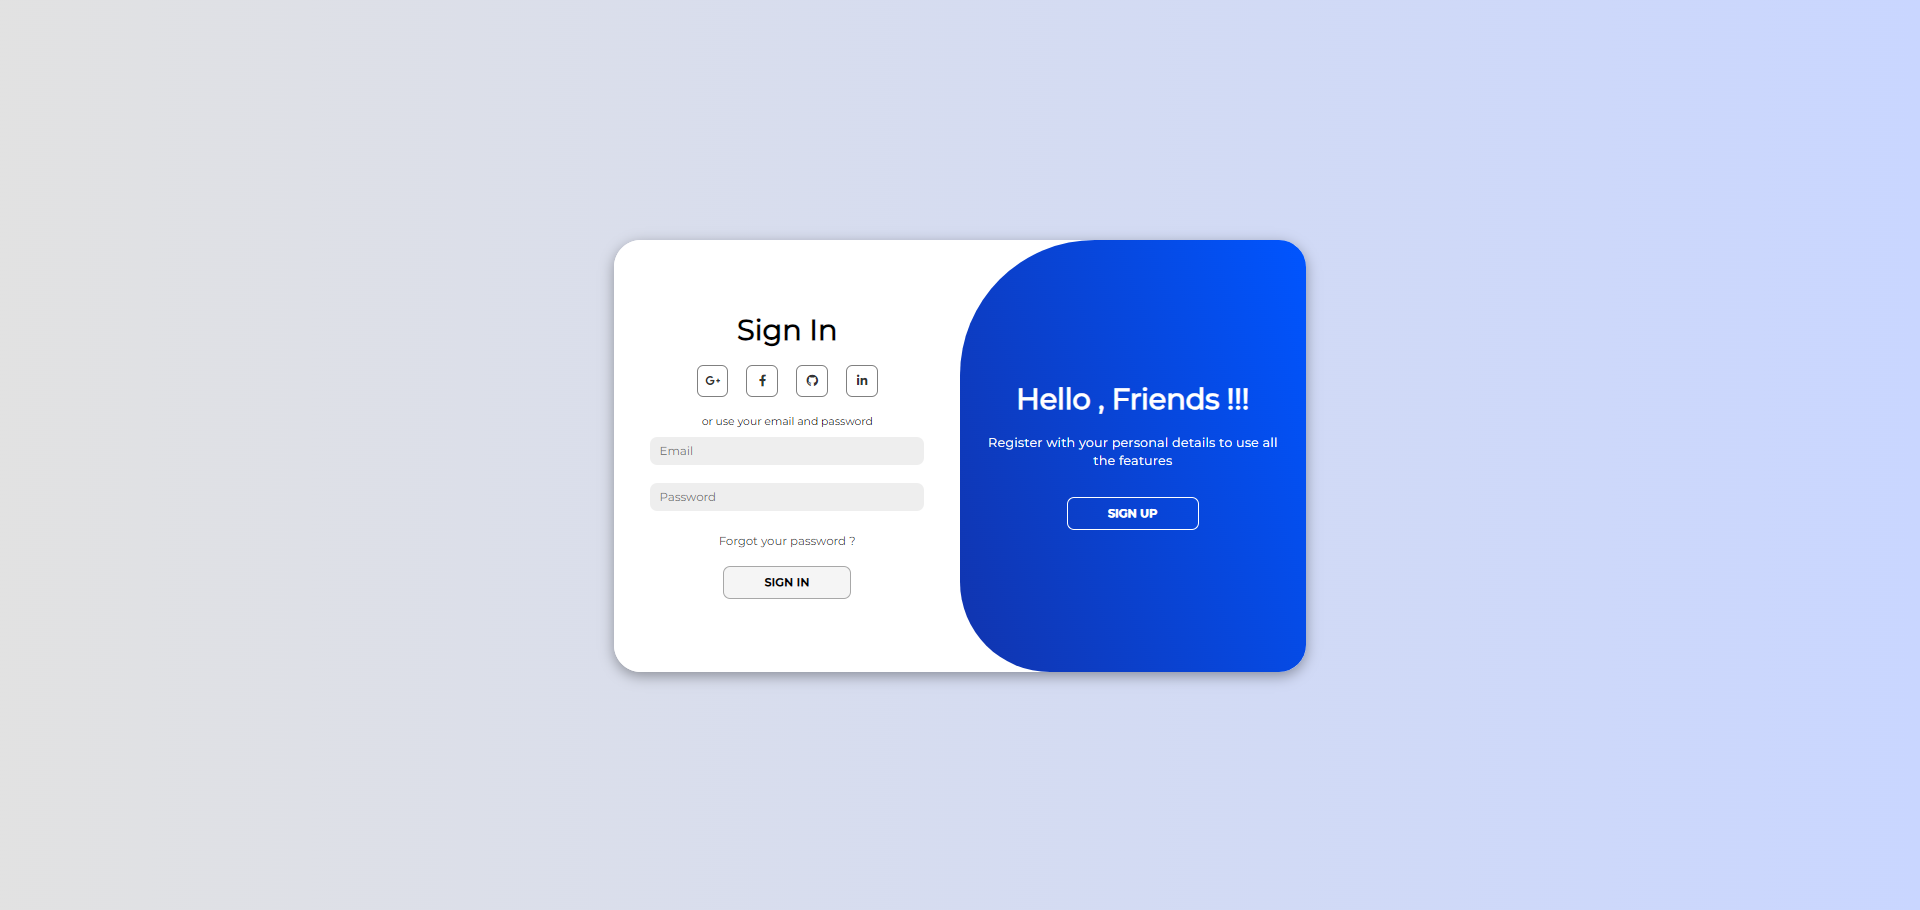 Sign In
G+
f
in
or use your email and password
Email
Password
Forgot your password ?
SIGN IN
Hello , Friends !!!
Register with your personal details to use all
the features
SIGN UP